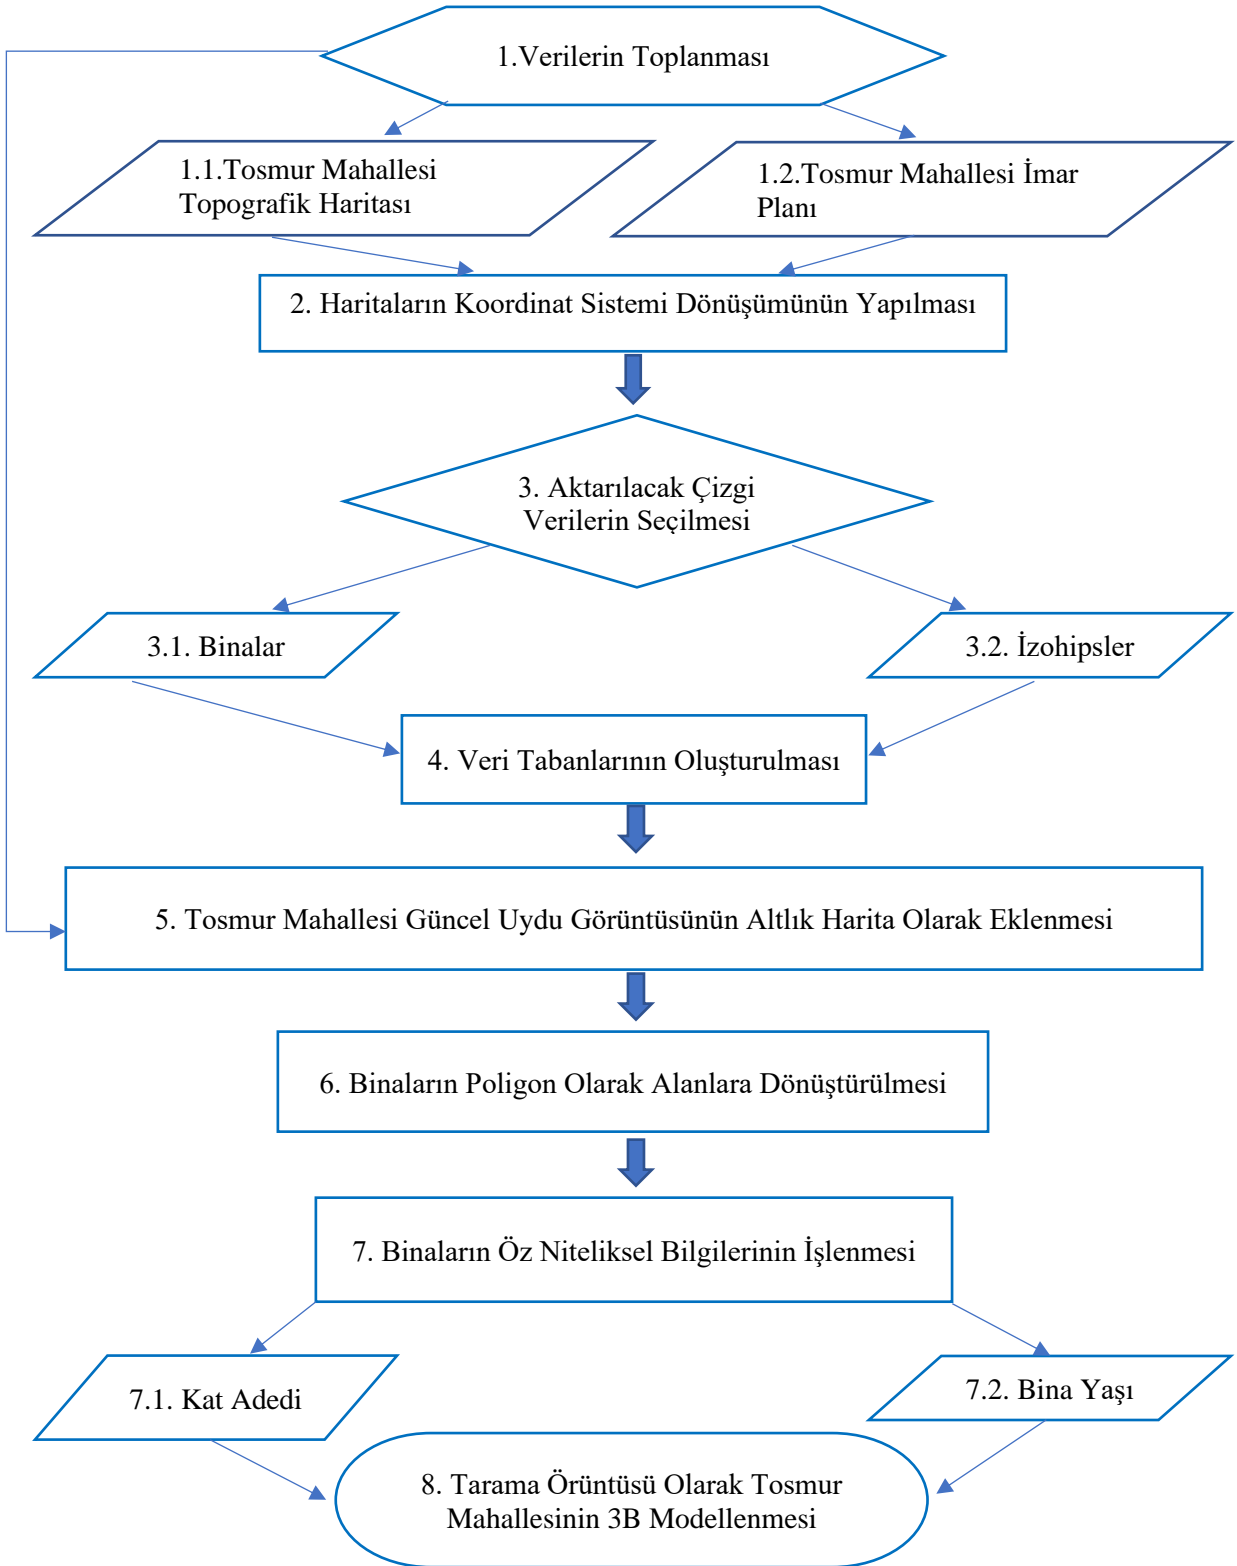 1.Verilerin Toplanması
1.1.Tosmur Mahallesi
Topografik Haritası
1.2.Tosmur Mahallesi İmar
Planı
2. Haritaların Koordinat Sistemi Dönüşümünün Yapılması
3. Aktarılacak Çizgi
Verilerin Seçilmesi
3.1. Binalar
3.2. İzohipsler
4. Veri Tabanlarının Oluşturulması
5. Tosmur Mahallesi Güncel Uydu Görüntüsünün Altlık Harita Olarak Eklenmesi
6. Binaların Poligon Olarak Alanlara Dönüştürülmesi
7. Binaların Öz Niteliksel Bilgilerinin İşlenmesi
7.1. Kat Adedi
7.2. Bina Yaşı
8. Tarama Örüntüsü Olarak Tosmur
Mahallesinin 3B Modellenmesi